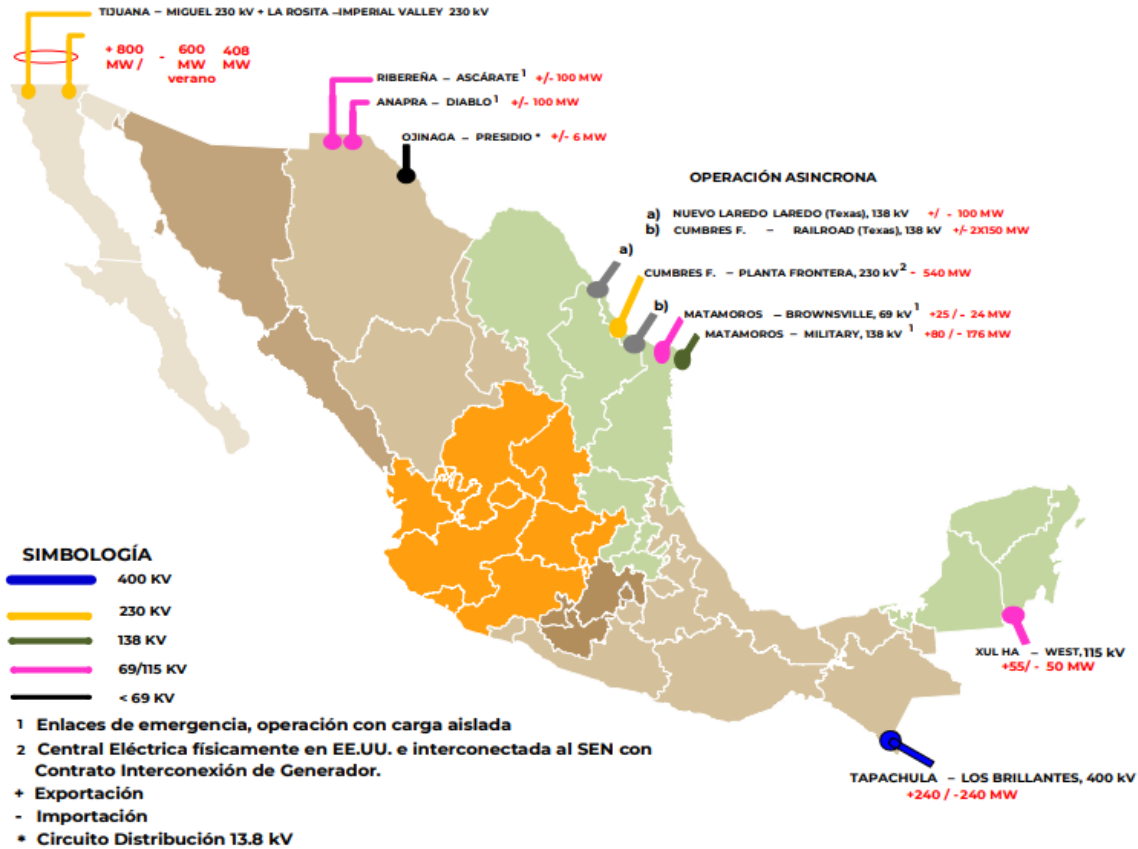 TIJUANA – MIGUEL 230 kV + LA ROSITA –IMPERIAL VALLEY 230 kV
+ 800 - 600 408
MW / MW MW
verano
RIBEREÑA – ASCÁRATE 1 +/- 100 MW
ANAPRA – DIABLO 1 +/- 100 MW
OJINAGA – PRESIDIO * +/- 6 MW
OPERACIÓN ASINCRONA
a) NUEVO LAREDO LAREDO (Texas), 138 kV +/ - 100 MW
b) CUMBRES F. – RAILROAD (Texas), 138 kV +/- 2X150 MW
a)
CUMBRES F. – PLANTA FRONTERA, 230 kV 2 - 540 MW
b)
MATAMOROS – BROWNSVILLE, 69 kV 1 +25 / - 24 MW
MATAMOROS – MILITARY, 138 kV 1 +80 / - 176 MW
SIMBOLOGÍA
400 KV
230 KV
138 KV
69/115 KV
< 69 KV
XUL HA – WEST, 115 kV
+55/ - 50 MW
1 Enlaces de emergencia, operación con carga aislada
2 Central Eléctrica físicamente en EE.UU. e interconectada al SEN con
Contrato Interconexión de Generador.
+ Exportación
- Importación
* Circuito Distribución 13.8 kV
TAPACHULA – LOS BRILLANTES, 400 kV
+240 / -240 MW